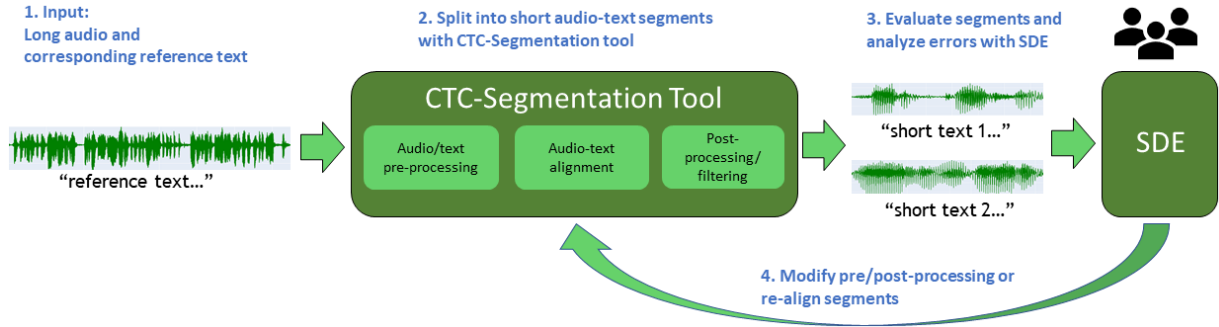 1. Input:
Long audio and
corresponding reference text
2. Split into short audio-text segments
with CTC-Segmentation tool
3. Evaluate segments and
analyze errors with SDE
CTC-Segmentation Tool
Audio/text
pre-processing
Audio-text
alignment
Post-
processing/
filtering
“reference text...”
“short text 1...”
“short text 2...”
SDE
4. Modify pre/post-processing or
re-align segments